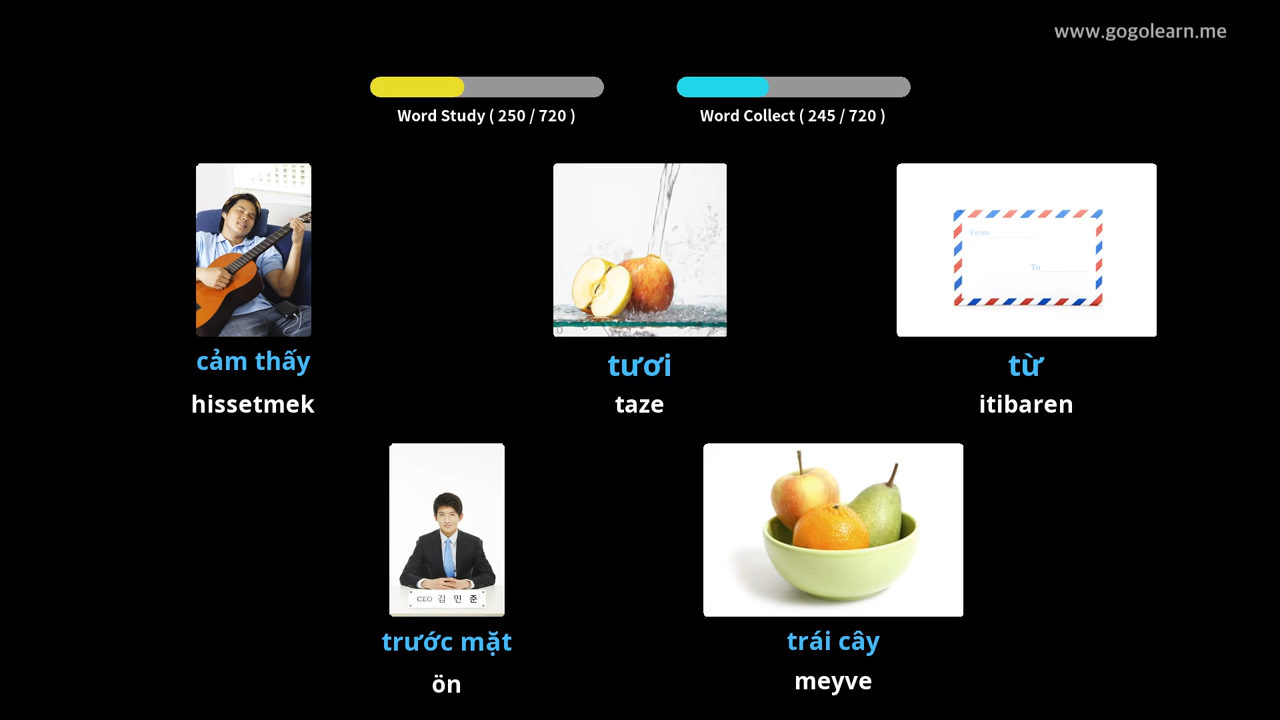 www.gogolearn.me
Word Study ( 250 / 720 )
Word Collect ( 245 / 720 )
From
To
cảm thấy
tươi
từ
hissetmek
taze
itibaren
CEO 김 민 준
trước mặt
trái cây
ön
meyve